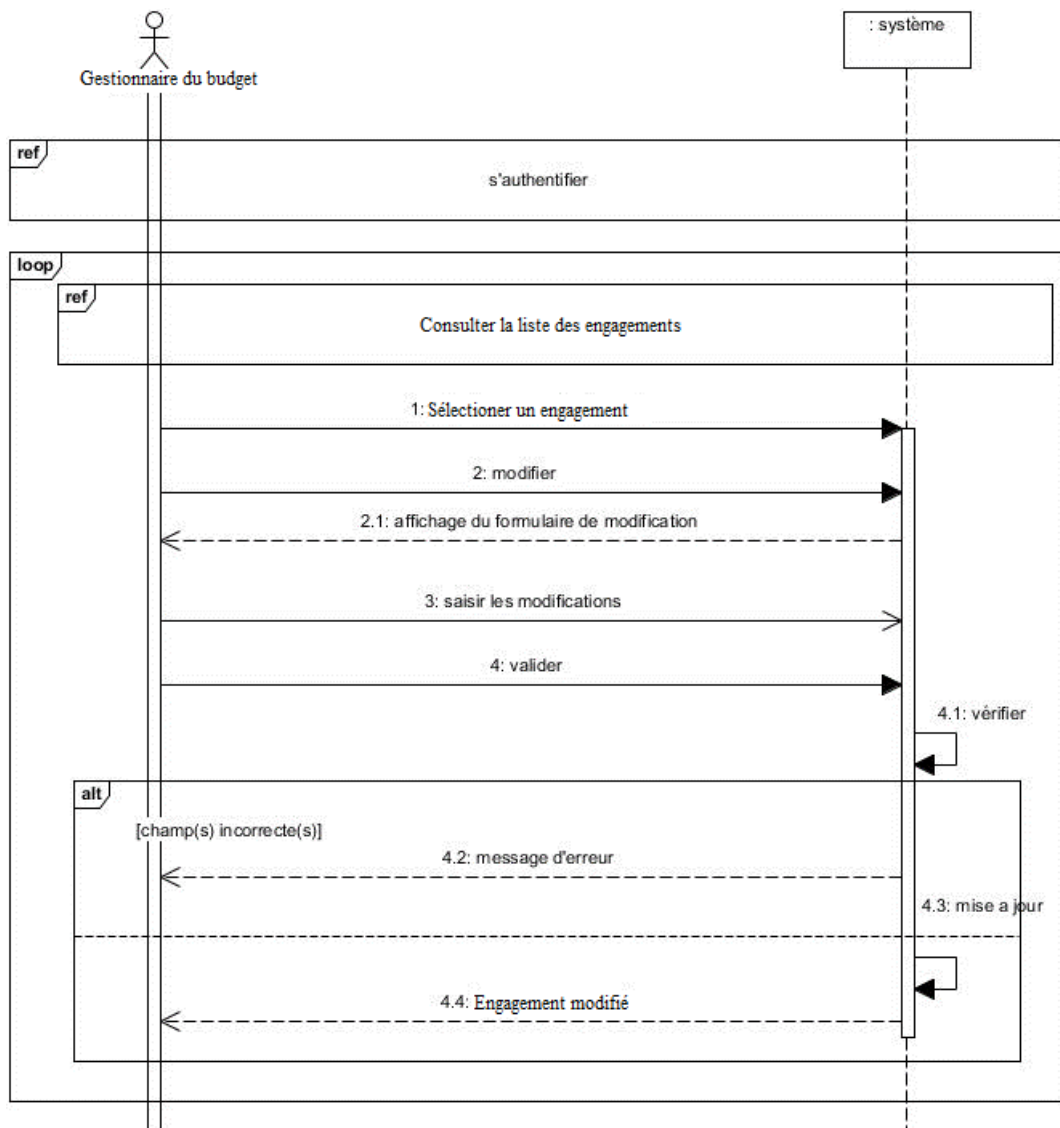 : système
Gestionnaire du budget
ref
s'authentifier
loop
ref
Consulter la liste des engagements
1: Sélectioner un engagement
2: modifier
2.1: affichage du formulaire de modification
3: saisir les modifications
4: valider
4.1: vérifier
alt
[champ(s) incorrecte(s)]
4.2: message d'erreur
4.3: mise a jour
4.4: Engagement modifié